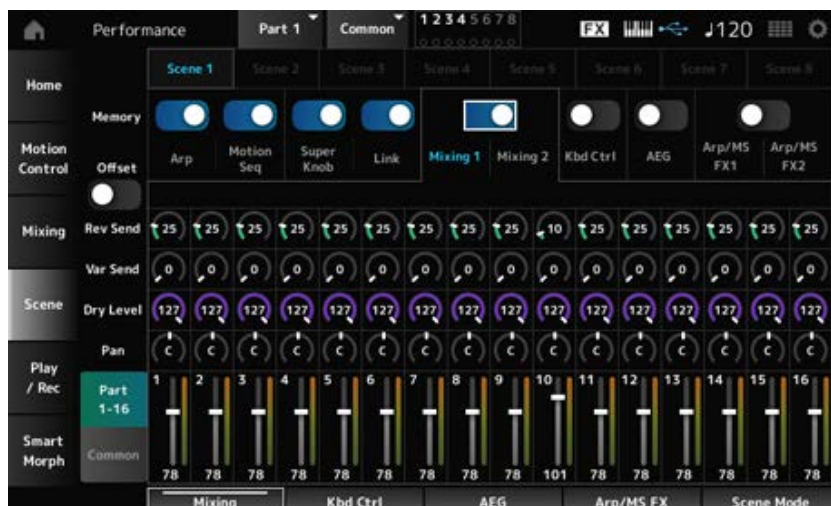 Performance Part 1 Common 1 2 3 4 5 6 7 8 FX ♩120
Scene 1 Scene 2 Scene 3 Scene 4 Scene 5 Scene 6 Scene 7 Scene 8
Home
Memory
Arp Motion Seq Super Knob Link Mixing 1 Mixing 2 Kbd Ctrl AEG Arp/MS FX1 Arp/MS FX2
Motion Control
Offset
Mixing
Rev Send 25 25 25 25 25 25 25 25 25 10 25 25 25 25 25 25
Var Send 0 0 0 0 0 0 0 0 0 0 0 0 0 0 0 0
Scene
Dry Level 127 127 127 127 127 127 127 127 127 127 127 127 127 127 127 127
Pan C C C C C C C C C C C C C C C C
Play / Rec
Part 1-16
1 2 3 4 5 6 7 8 9 10 11 12 13 14 15 16
Smart Morph
Common
78 78 78 78 78 78 78 78 78 101 78 78 78 78 78 78
Mixing Kbd Ctrl AEG Arp/MS FX Scene Mode